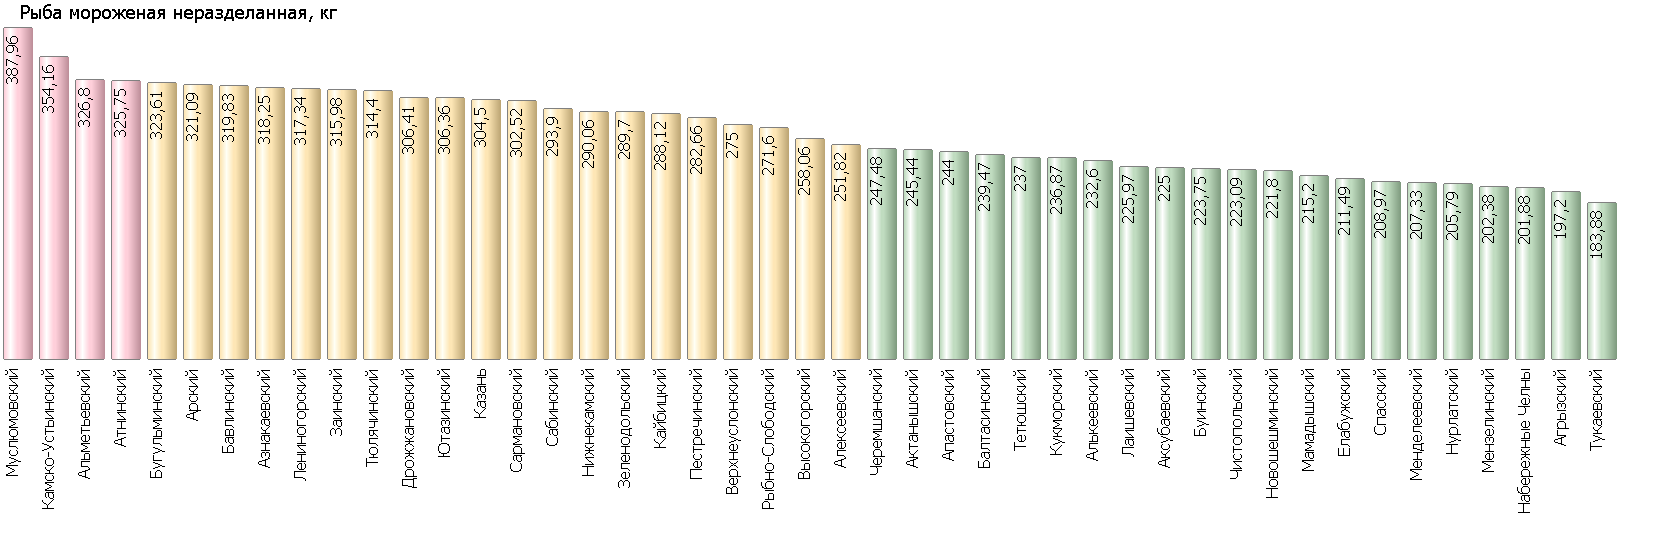 Рыба мороженая неразделанная, кг
387,96
354,16
326,8
325,75
323,61
321,09
319,83
318,25
317,34
315,98
314,4
306,41
306,36
304,5
302,52
293,9
290,06
289,7
288,12
282,66
275
271,6
258,06
251,82
247,48
245,44
244
239,47
237
236,87
232,6
225,97
225
223,75
223,09
221,8
215,2
211,49
208,97
207,33
205,79
202,38
201,88
197,2
183,88
Муслюмовский
Камско-Устьинский
Альметьевский
Атнинский
Бугульминский
Арский
Бавлинский
Азнакаевский
Лениногорский
Заинский
Тюлячинский
Дрожжановский
Ютазинский
Казань
Сармановский
Сабинский
Нижнекамский
Зеленодольский
Кайбицкий
Пестречинский
Верхнеуслонский
Рыбно-Слободский
Высокогорский
Алексеевский
Черемшанский
Актанышский
Апастовский
Балтасинский
Тетюшский
Кукморский
Алькеевский
Лаишевский
Аксубаевский
Буинский
Чистопольский
Новошешминский
Мамадышский
Елабужский
Спасский
Менделеевский
Нурлатский
Мензелинский
Набережные Челны
Агрызский
Тукаевский